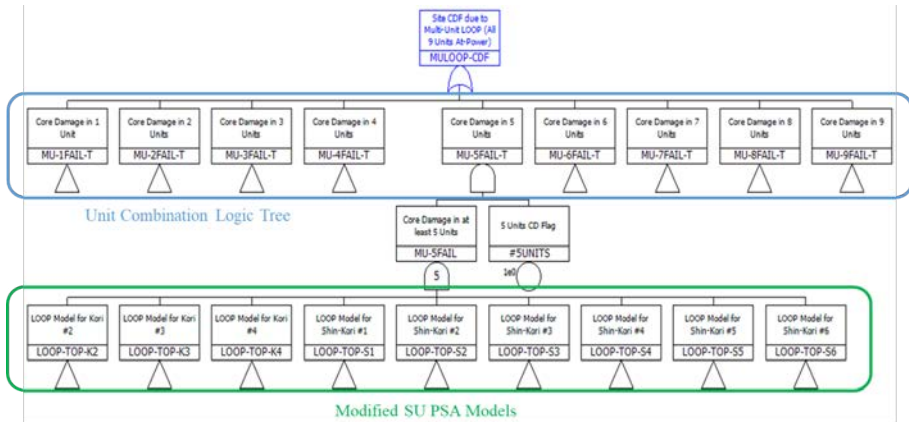 Site CDF due to
Multi-Unit LOOP (All
9 Units At-Power)
MULOOP-CDF
Core Damage in 1
Unit
MU-1FAIL-T
Core Damage in 2
Units
MU-2FAIL-T
Core Damage in 3
Units
MU-3FAIL-T
Core Damage in 4
Units
MU-4FAIL-T
Core Damage in 5
Units
MU-5FAIL-T
Core Damage in 6
Units
MU-6FAIL-T
Core Damage in 7
Units
MU-7FAIL-T
Core Damage in 8
Units
MU-8FAIL-T
Core Damage in 9
Units
MU-9FAIL-T
Unit Combination Logic Tree
Core Damage in at
least 5 Units
MU-5FAIL
5
5 Units CD Flag
#5UNITS
1e0
LOOP Model for Kori
#2
LOOP-TOP-K2
LOOP Model for Kori
#3
LOOP-TOP-K3
LOOP Model for Kori
#4
LOOP-TOP-K4
LOOP Model for
Shin-Kori #1
LOOP-TOP-S1
LOOP Model for
Shin-Kori #2
LOOP-TOP-S2
LOOP Model for
Shin-Kori #3
LOOP-TOP-S3
LOOP Model for
Shin-Kori #4
LOOP-TOP-S4
LOOP Model for
Shin-Kori #5
LOOP-TOP-S5
LOOP Model for
Shin-Kori #6
LOOP-TOP-S6
Modified SU PSA Models